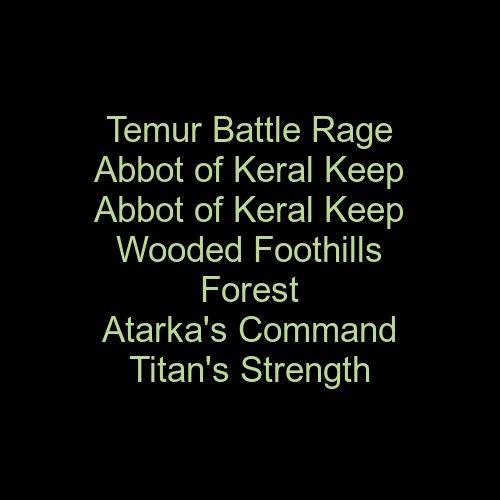 Temur Battle Rage
Abbot of Keral Keep
Abbot of Keral Keep
Wooded Foothills
Forest
Atarka's Command
Titan's Strength